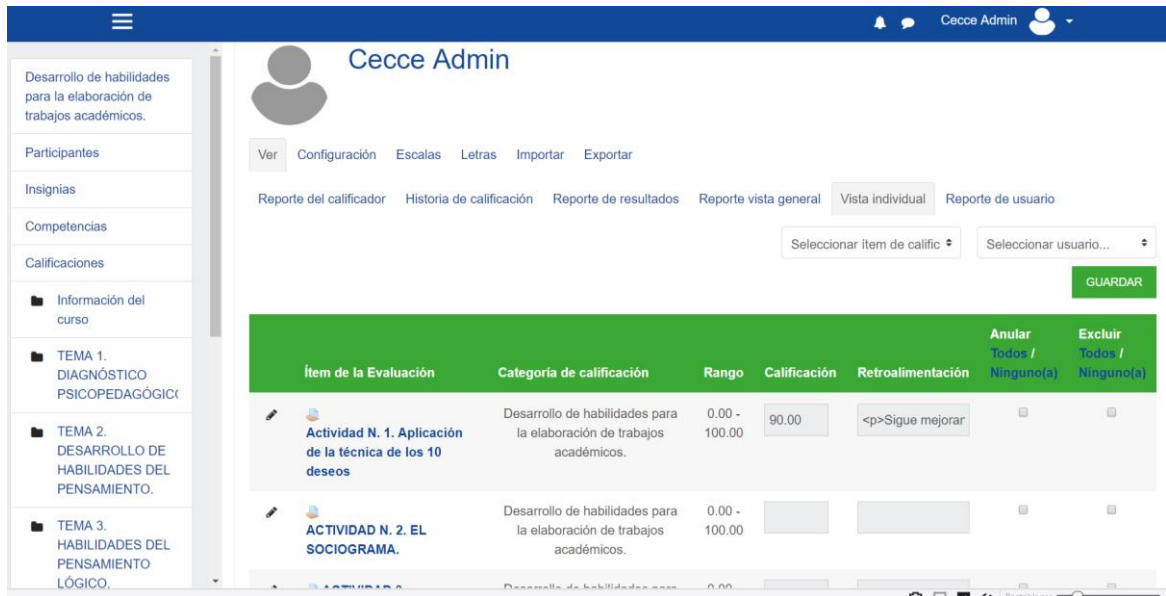 Cecce Admin
Desarrollo de habilidades
para la elaboración de
trabajos académicos.
Participantes
Insignias
Competencias
Calificaciones
Información del
curso
TEMA 1.
DIAGNÓSTICO
PSICOPEDAGÓGIC
TEMA 2.
DESARROLLO DE
HABILIDADES DEL
PENSAMIENTO.
TEMA 3.
HABILIDADES DEL
PENSAMIENTO
LÓGICO.
Cecce Admin
Ver Configuración Escalas Letras Importar Exportar
Reporte del calificador Historia de calificación Reporte de resultados Reporte vista general Vista individual Reporte de usuario
Seleccionar ítem de calific Seleccionar usuario...
GUARDAR
Ítem de la Evaluación Categoría de calificación Rango Calificación Retroalimentación Anular Todos / Ninguno(a) Excluir Todos / Ninguno(a)
Actividad N. 1. Aplicación
de la técnica de los 10
deseos
Desarrollo de habilidades para
la elaboración de trabajos
académicos.
0.00 -
100.00
90.00
<p>Sigue mejorar
ACTIVIDAD N. 2. EL
SOCIOGRAMA.
Desarrollo de habilidades para
la elaboración de trabajos
académicos.
0.00 -
100.00